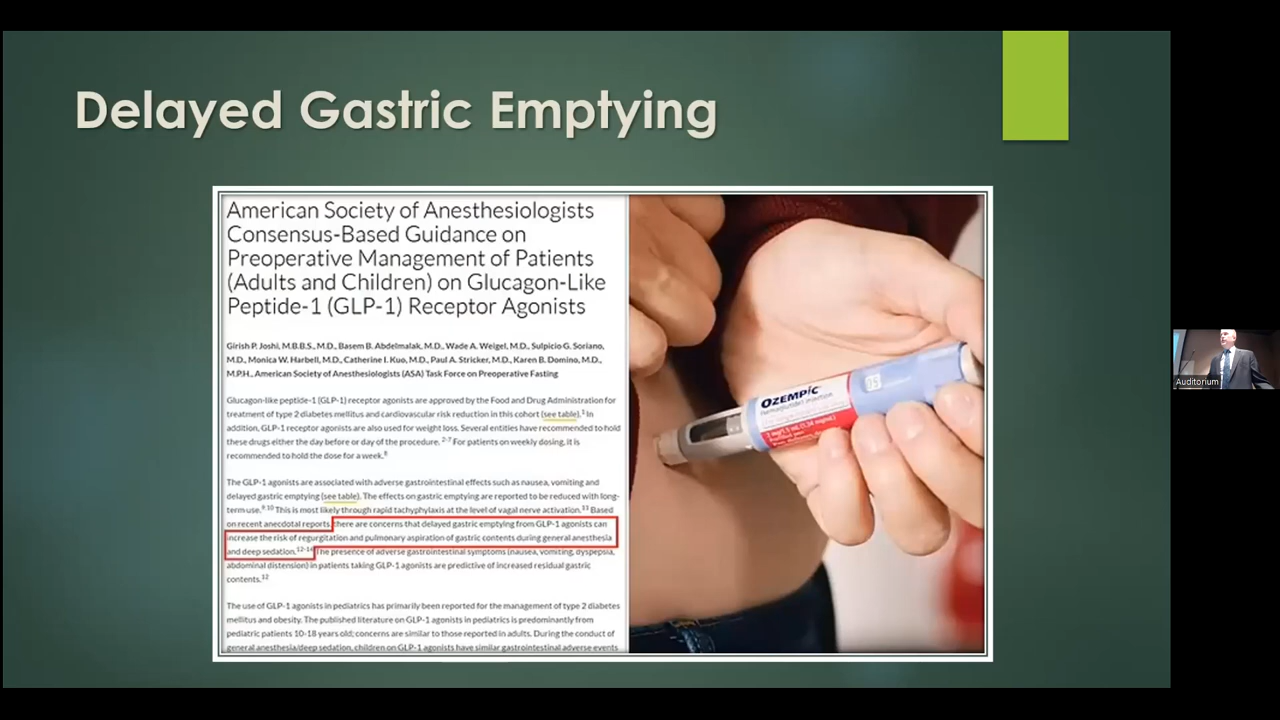 Delayed Gastric Emptying
American Society of Anesthesiologists
Consensus-Based Guidance on
Preoperative Management of Patients
(Adults and Children) on Glucagon-Like
Peptide-1 (GLP-1) Receptor Agonists
Girish P. Joshi, M.B.B.S., M.D., Basem B. Abdelmalak, M.D., Wade A. Weigel, M.D., Sulpicio G. Soriano,
M.D., Monica W. Harbell, M.D., Catherine I. Kuo, M.D., Paul A. Stricker, M.D., Karen B. Domino, M.D.,
M.P.H., American Society of Anesthesiologists (ASA) Task Force on Preoperative Fasting
Glucagon-like peptide-1 (GLP-1) receptor agonists are approved by the Food and Drug Administration for
treatment of type 2 diabetes mellitus and cardiovascular risk reduction in this cohort (see table).1 In
addition, GLP-1 receptor agonists are also used for weight loss. Several entities have recommended to hold
these drugs either the day before or day of the procedure. 2-7 For patients on weekly dosing, it is
recommended to hold the dose for a week.8
The GLP-1 agonists are associated with adverse gastrointestinal effects such as nausea, vomiting and
delayed gastric emptying (see table). The effects on gastric emptying are reported to be reduced with long-
term use.8-10 This is most likely through rapid tachyphylaxis at the level of vagal nerve activation.11 Based
on recent anecdotal reports, there are concerns that delayed gastric emptying from GLP-1 agonists can
increase the risk of regurgitation and pulmonary aspiration of gastric contents during general anesthesia
and deep sedation.12-14 The presence of adverse gastrointestinal symptoms (nausea, vomiting, dyspepsia,
abdominal distension) in patients taking GLP-1 agonists are predictive of increased residual gastric
contents.12
The use of GLP-1 agonists in pediatrics has primarily been reported for the management of type 2 diabetes
mellitus and obesity. The published literature on GLP-1 agonists in pediatrics is predominantly from
pediatric patients 10-18 years old; concerns are similar to those reported in adults. During the conduct of
general anesthesia/deep sedation, children on GLP-1 agonists have similar gastrointestinal adverse events
OZEMPIC
Auditorium